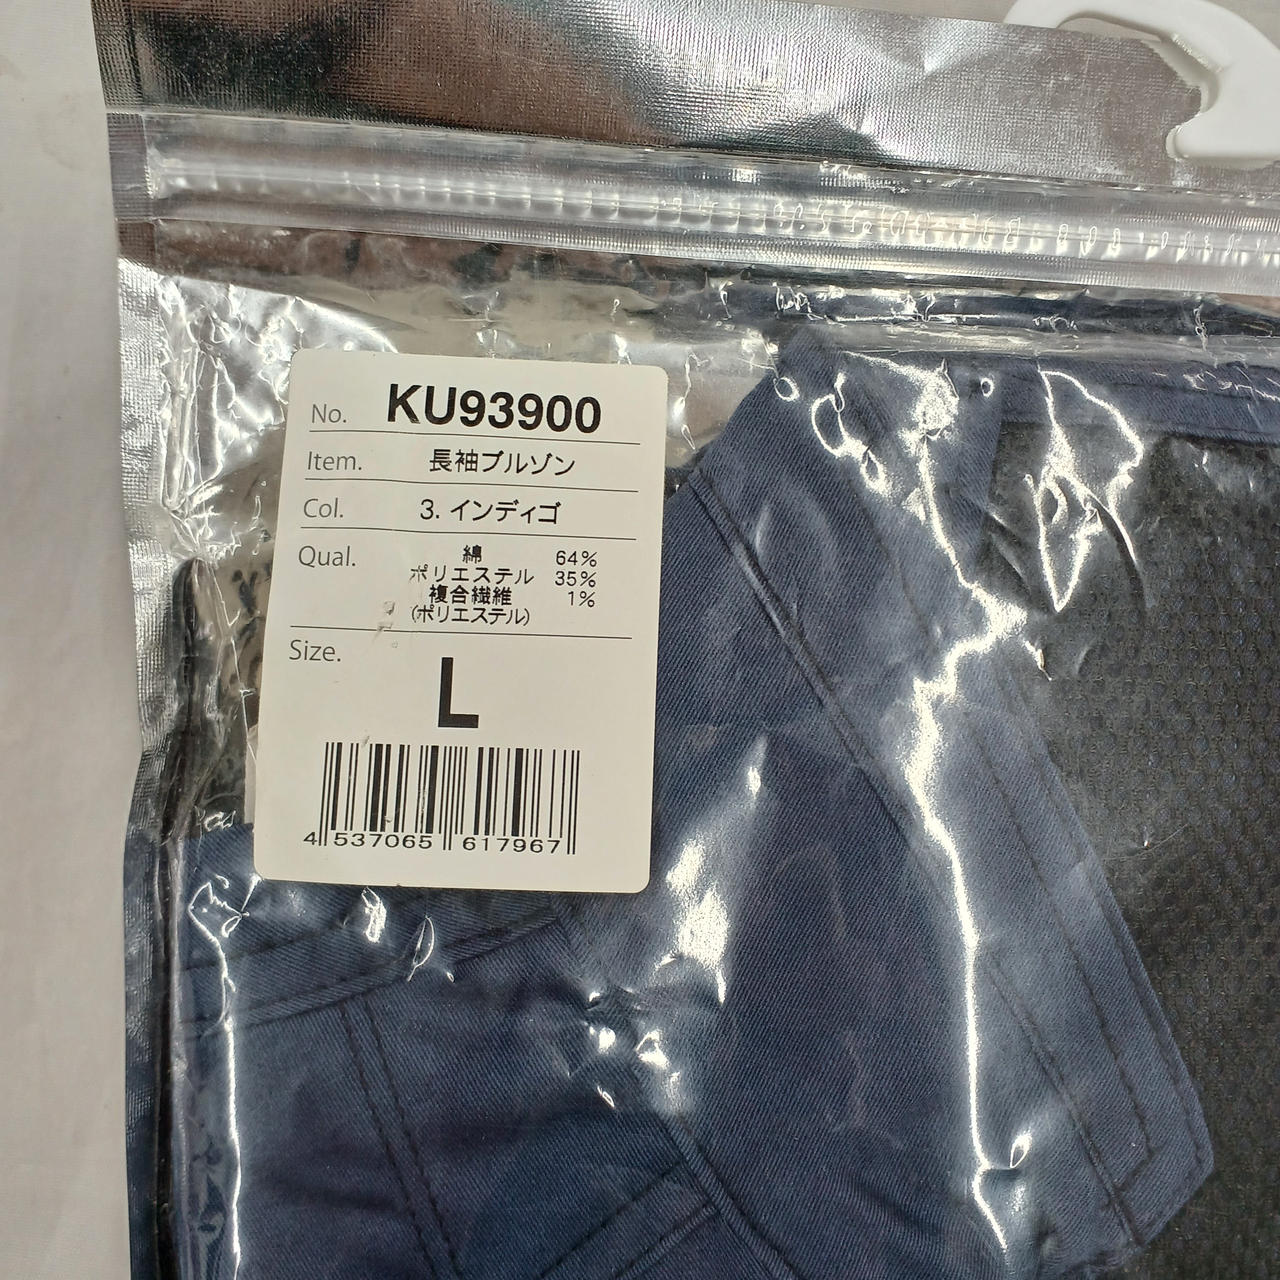 No. KU93900
Item. 長袖ブルゾン
Col. 3. インディゴ
Qual. 綿 64%
ポリエステル 35%
複合繊維 1%
(ポリエステル)
Size.
L
4 537065 617967